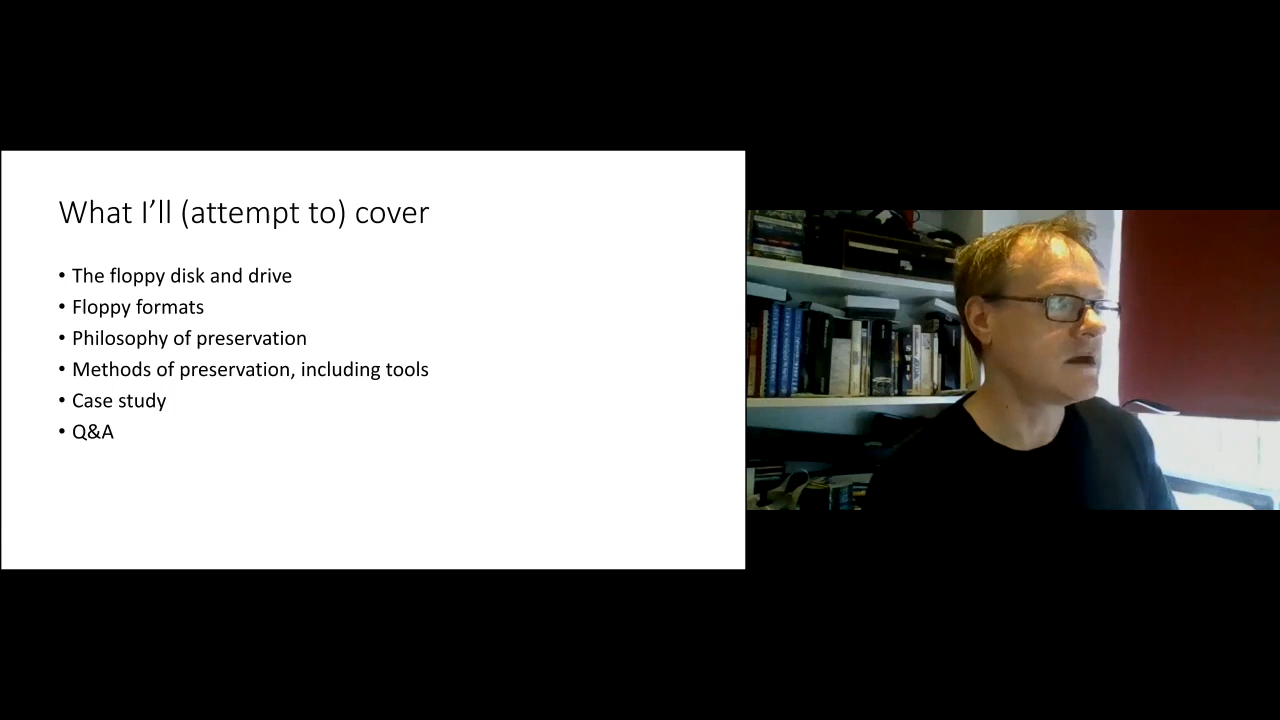 What I’ll (attempt to) cover
• The floppy disk and drive
• Floppy formats
• Philosophy of preservation
• Methods of preservation, including tools
• Case study
• Q&A